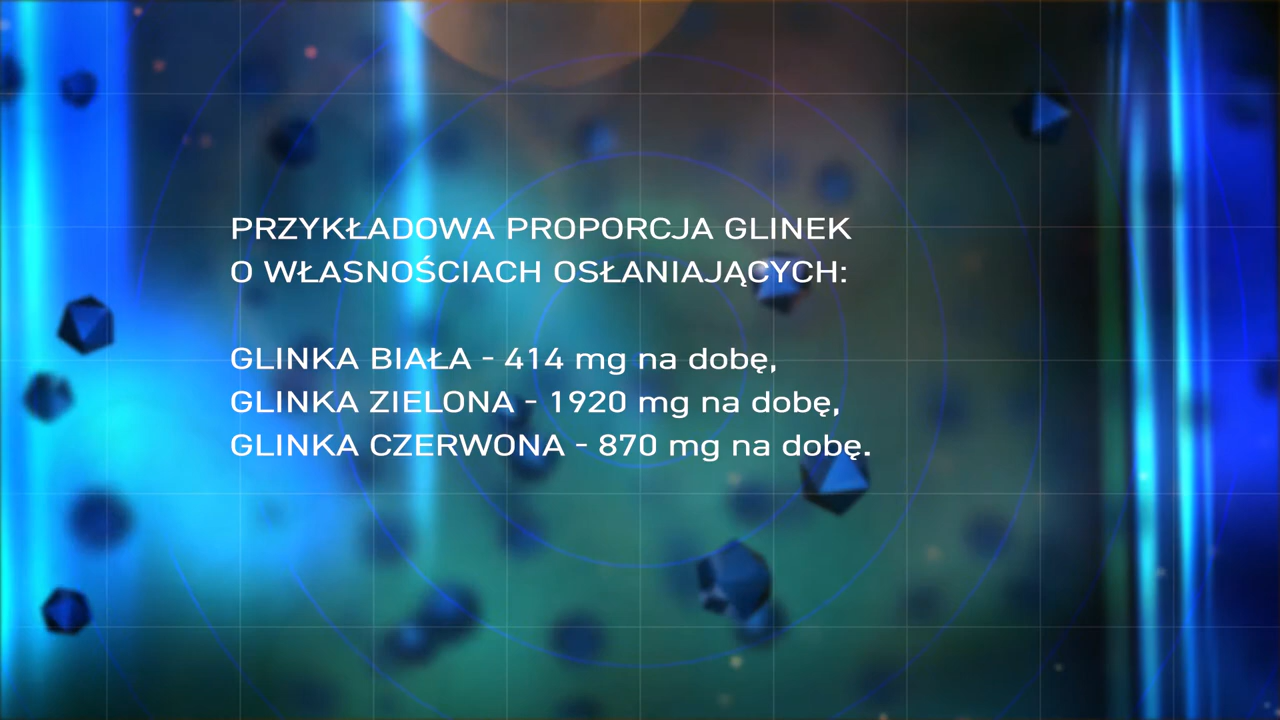 PRZYKŁADOWA PROPORCJA GLINEK
O WŁASNOŚCIACH OSŁANIAJĄCYCH:
GLINKA BIAŁA - 414 mg na dobę,
GLINKA ZIELONA - 1920 mg na dobę,
GLINKA CZERWONA - 870 mg na dobę.